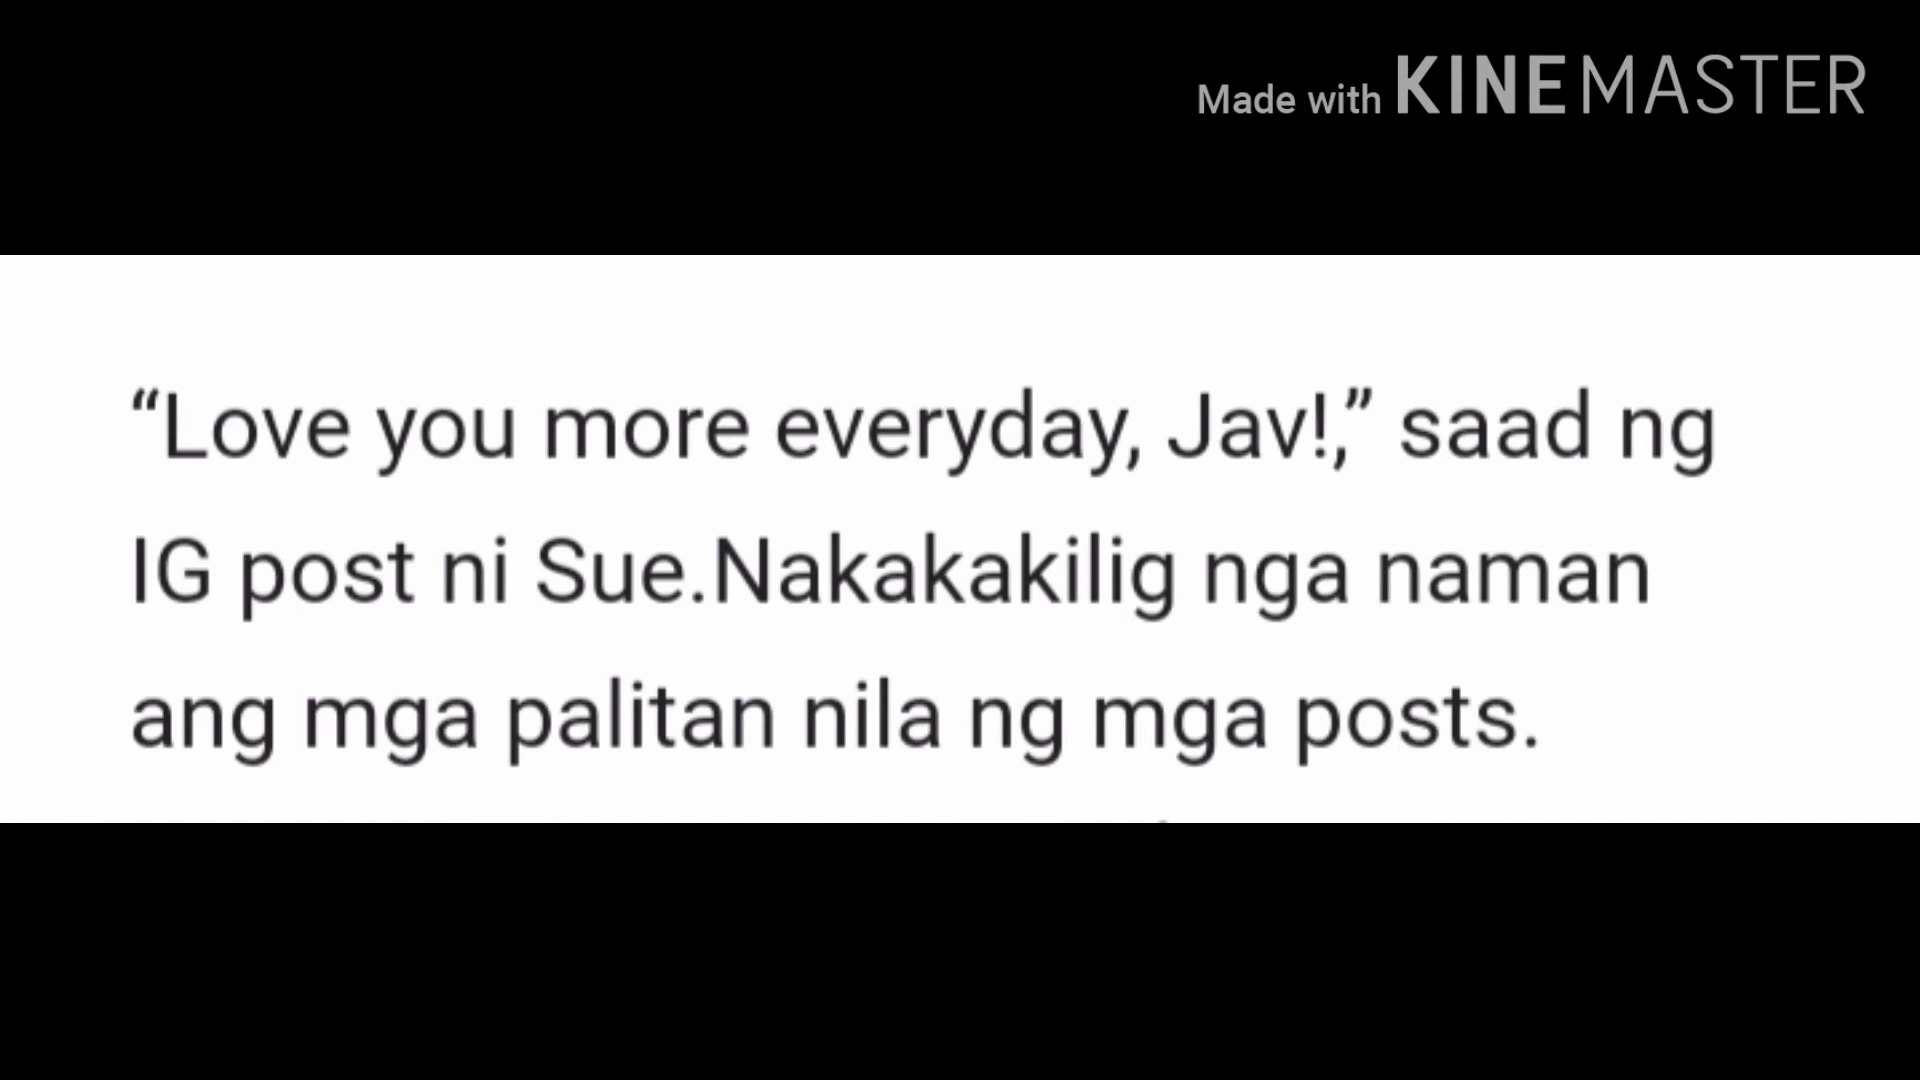 Made with KINEMASTER
“Love you more everyday, Jav!,” saad ng
IG post ni Sue.Nakakakilig nga naman
ang mga palitan nila ng mga posts.